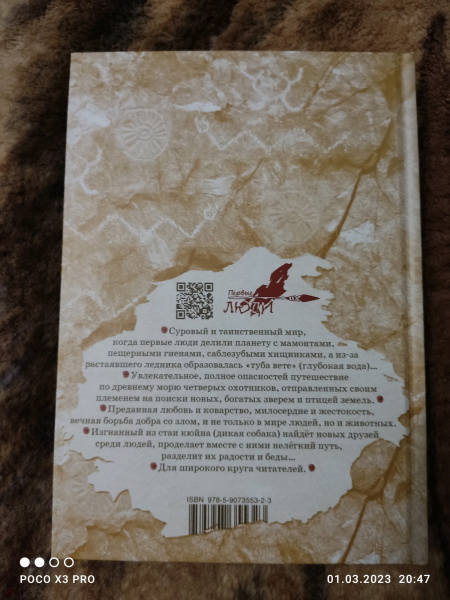 Первые
ЛЮДИ
Суровый и таинственный мир,
когда первые люди делили планету с мамонтами,
пещерными гиенами, саблезубыми хищниками, а из-за
растаявшего ледника образовалась «туба вете» (глубокая вода)...
Увлекательное, полное опасностей путешествие
по древнему морю четверых охотников, отправленных своим
племенем на поиски новых, богатых зверем и птицей земель.
Преданная любовь и коварство, милосердие и жестокость,
вечная борьба добра со злом, и не только в мире людей, но и животных.
Изгнанный из стаи кюйна (дикая собака) найдёт новых друзей
среди людей, проделает вместе с ними нелёгкий путь,
разделит их радости и беды...
Для широкого круга читателей.
ISBN 978-5-9073553-2-3
POCO X3 PRO
01.03.2023 20:47